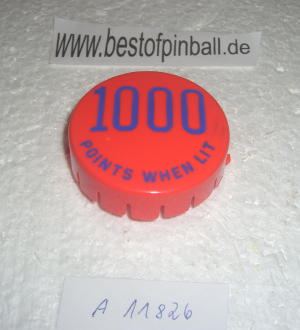 www.bestofpinball.de
1000
POINTS WHEN LIT
A 11826